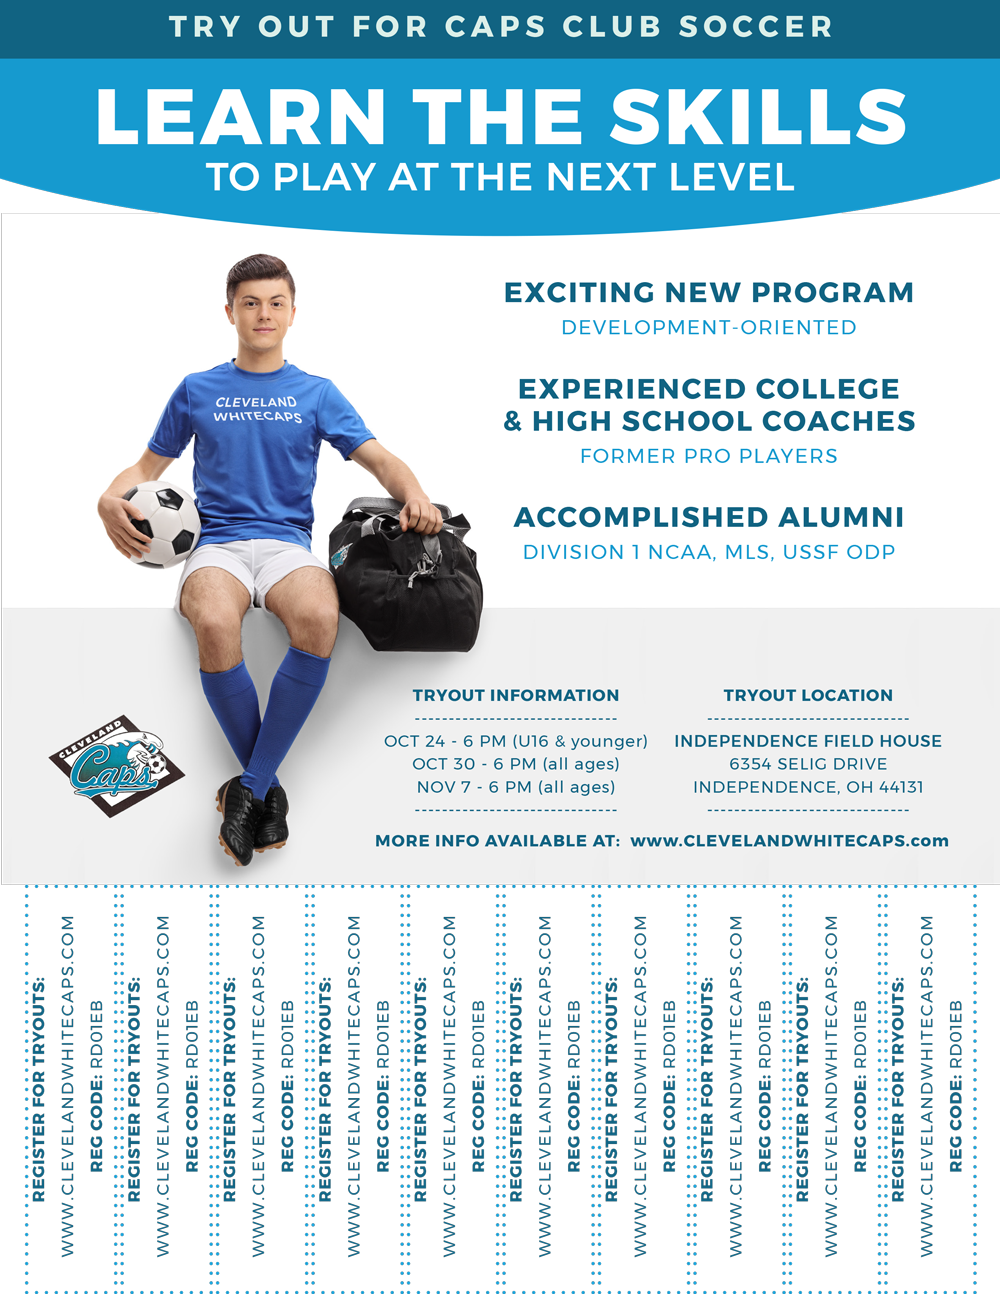 TRY OUT FOR CAPS CLUB SOCCER
LEARN THE SKILLS
TO PLAY AT THE NEXT LEVEL
EXCITING NEW PROGRAM
DEVELOPMENT-ORIENTED
EXPERIENCED COLLEGE
& HIGH SCHOOL COACHES
FORMER PRO PLAYERS
ACCOMPLISHED ALUMNI
DIVISION 1 NCAA, MLS, USSF ODP
CLEVELAND
WHITECAPS
CLEVELAND
Caps
TRYOUT INFORMATION
OCT 24 - 6 PM (U16 & younger)
OCT 30 - 6 PM (all ages)
NOV 7 - 6 PM (all ages)
TRYOUT LOCATION
INDEPENDENCE FIELD HOUSE
6354 SELIG DRIVE
INDEPENDENCE, OH 44131
MORE INFO AVAILABLE AT: www.CLEVELANDWHITECAPS.com
REGISTER FOR TRYOUTS:
WWW.CLEVELANDWHITECAPS.COM
REG CODE: RD01EB
REGISTER FOR TRYOUTS:
WWW.CLEVELANDWHITECAPS.COM
REG CODE: RD01EB
REGISTER FOR TRYOUTS:
WWW.CLEVELANDWHITECAPS.COM
REG CODE: RD01EB
REGISTER FOR TRYOUTS:
WWW.CLEVELANDWHITECAPS.COM
REG CODE: RD01EB
REGISTER FOR TRYOUTS:
WWW.CLEVELANDWHITECAPS.COM
REG CODE: RD01EB
REGISTER FOR TRYOUTS:
WWW.CLEVELANDWHITECAPS.COM
REG CODE: RD01EB
REGISTER FOR TRYOUTS:
WWW.CLEVELANDWHITECAPS.COM
REG CODE: RD01EB
REGISTER FOR TRYOUTS:
WWW.CLEVELANDWHITECAPS.COM
REG CODE: RD01EB
REGISTER FOR TRYOUTS:
WWW.CLEVELANDWHITECAPS.COM
REG CODE: RD01EB
REGISTER FOR TRYOUTS:
WWW.CLEVELANDWHITECAPS.COM
REG CODE: RD01EB